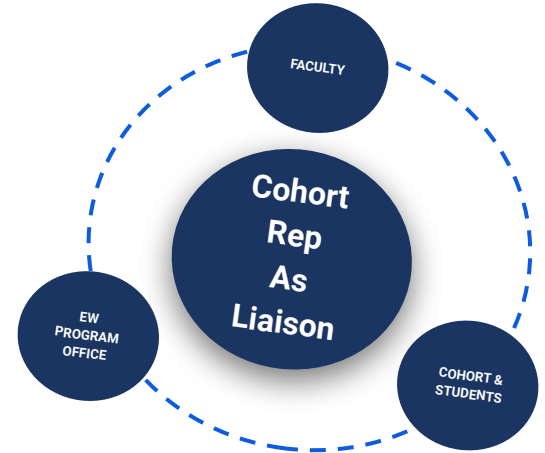 FACULTY
Cohort
Rep
As
Liaison
EW
PROGRAM
OFFICE
COHORT &
STUDENTS